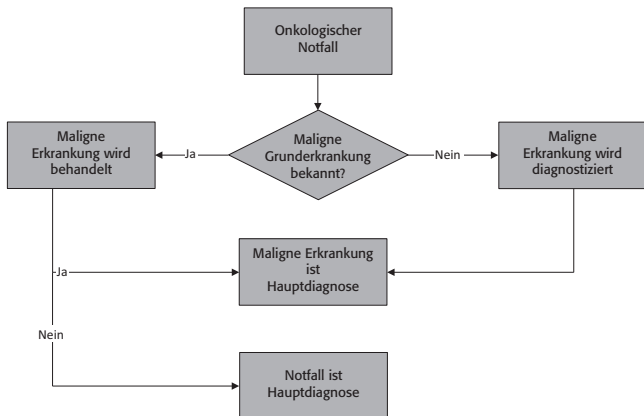 Onkologischer
Notfall
Maligne
Erkrankung wird
behandelt
Ja
Maligne
Grunderkrankung
bekannt?
Nein
Maligne
Erkrankung wird
diagnostiziert
Ja
Maligne Erkrankung
ist
Hauptdiagnose
Nein
Notfall ist
Hauptdiagnose